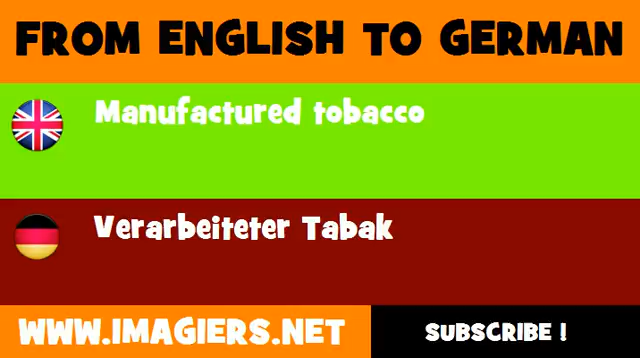 FROM ENGLISH TO GERMAN
Manufactured tobacco
Verarbeiteter Tabak
WWW.IMAGIERS.NET
SUBSCRIBE !